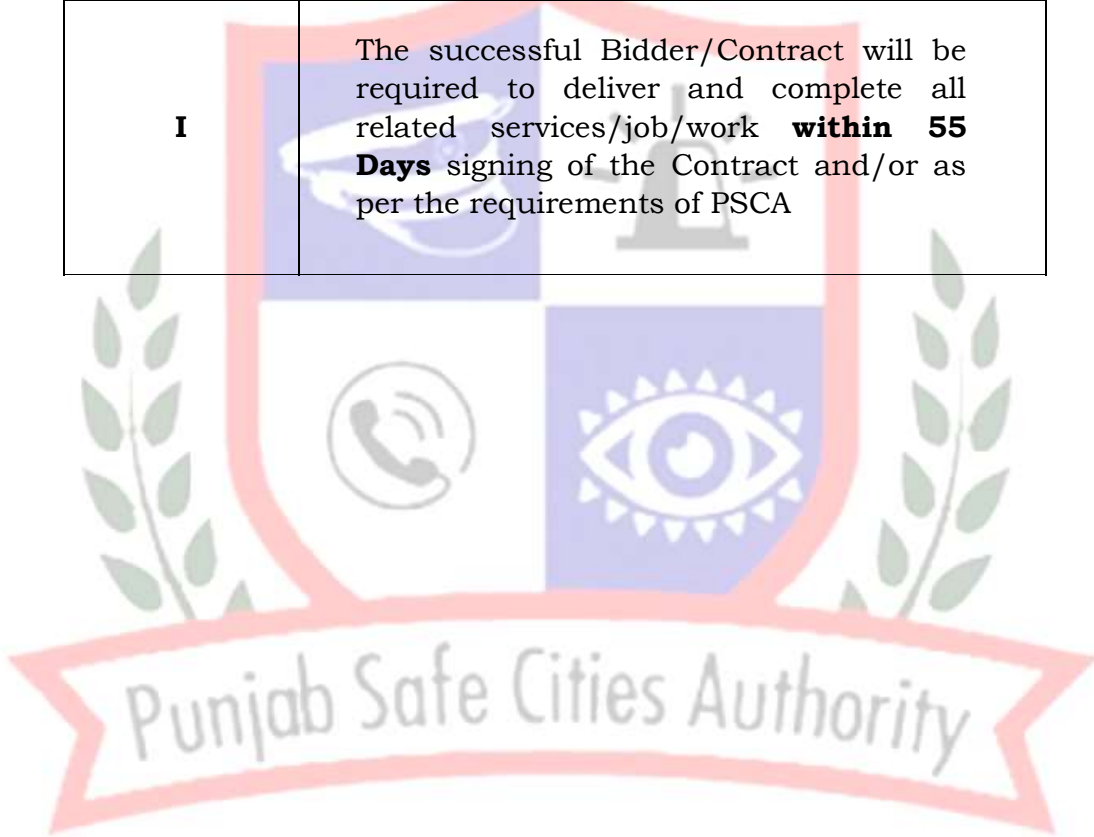 The successful Bidder/Contract will be
required to deliver and complete all
I
related services/job/work within 55
Days signing of the Contract and/or as
per the requirements of PSCA
Punjab Safe Cities Authority